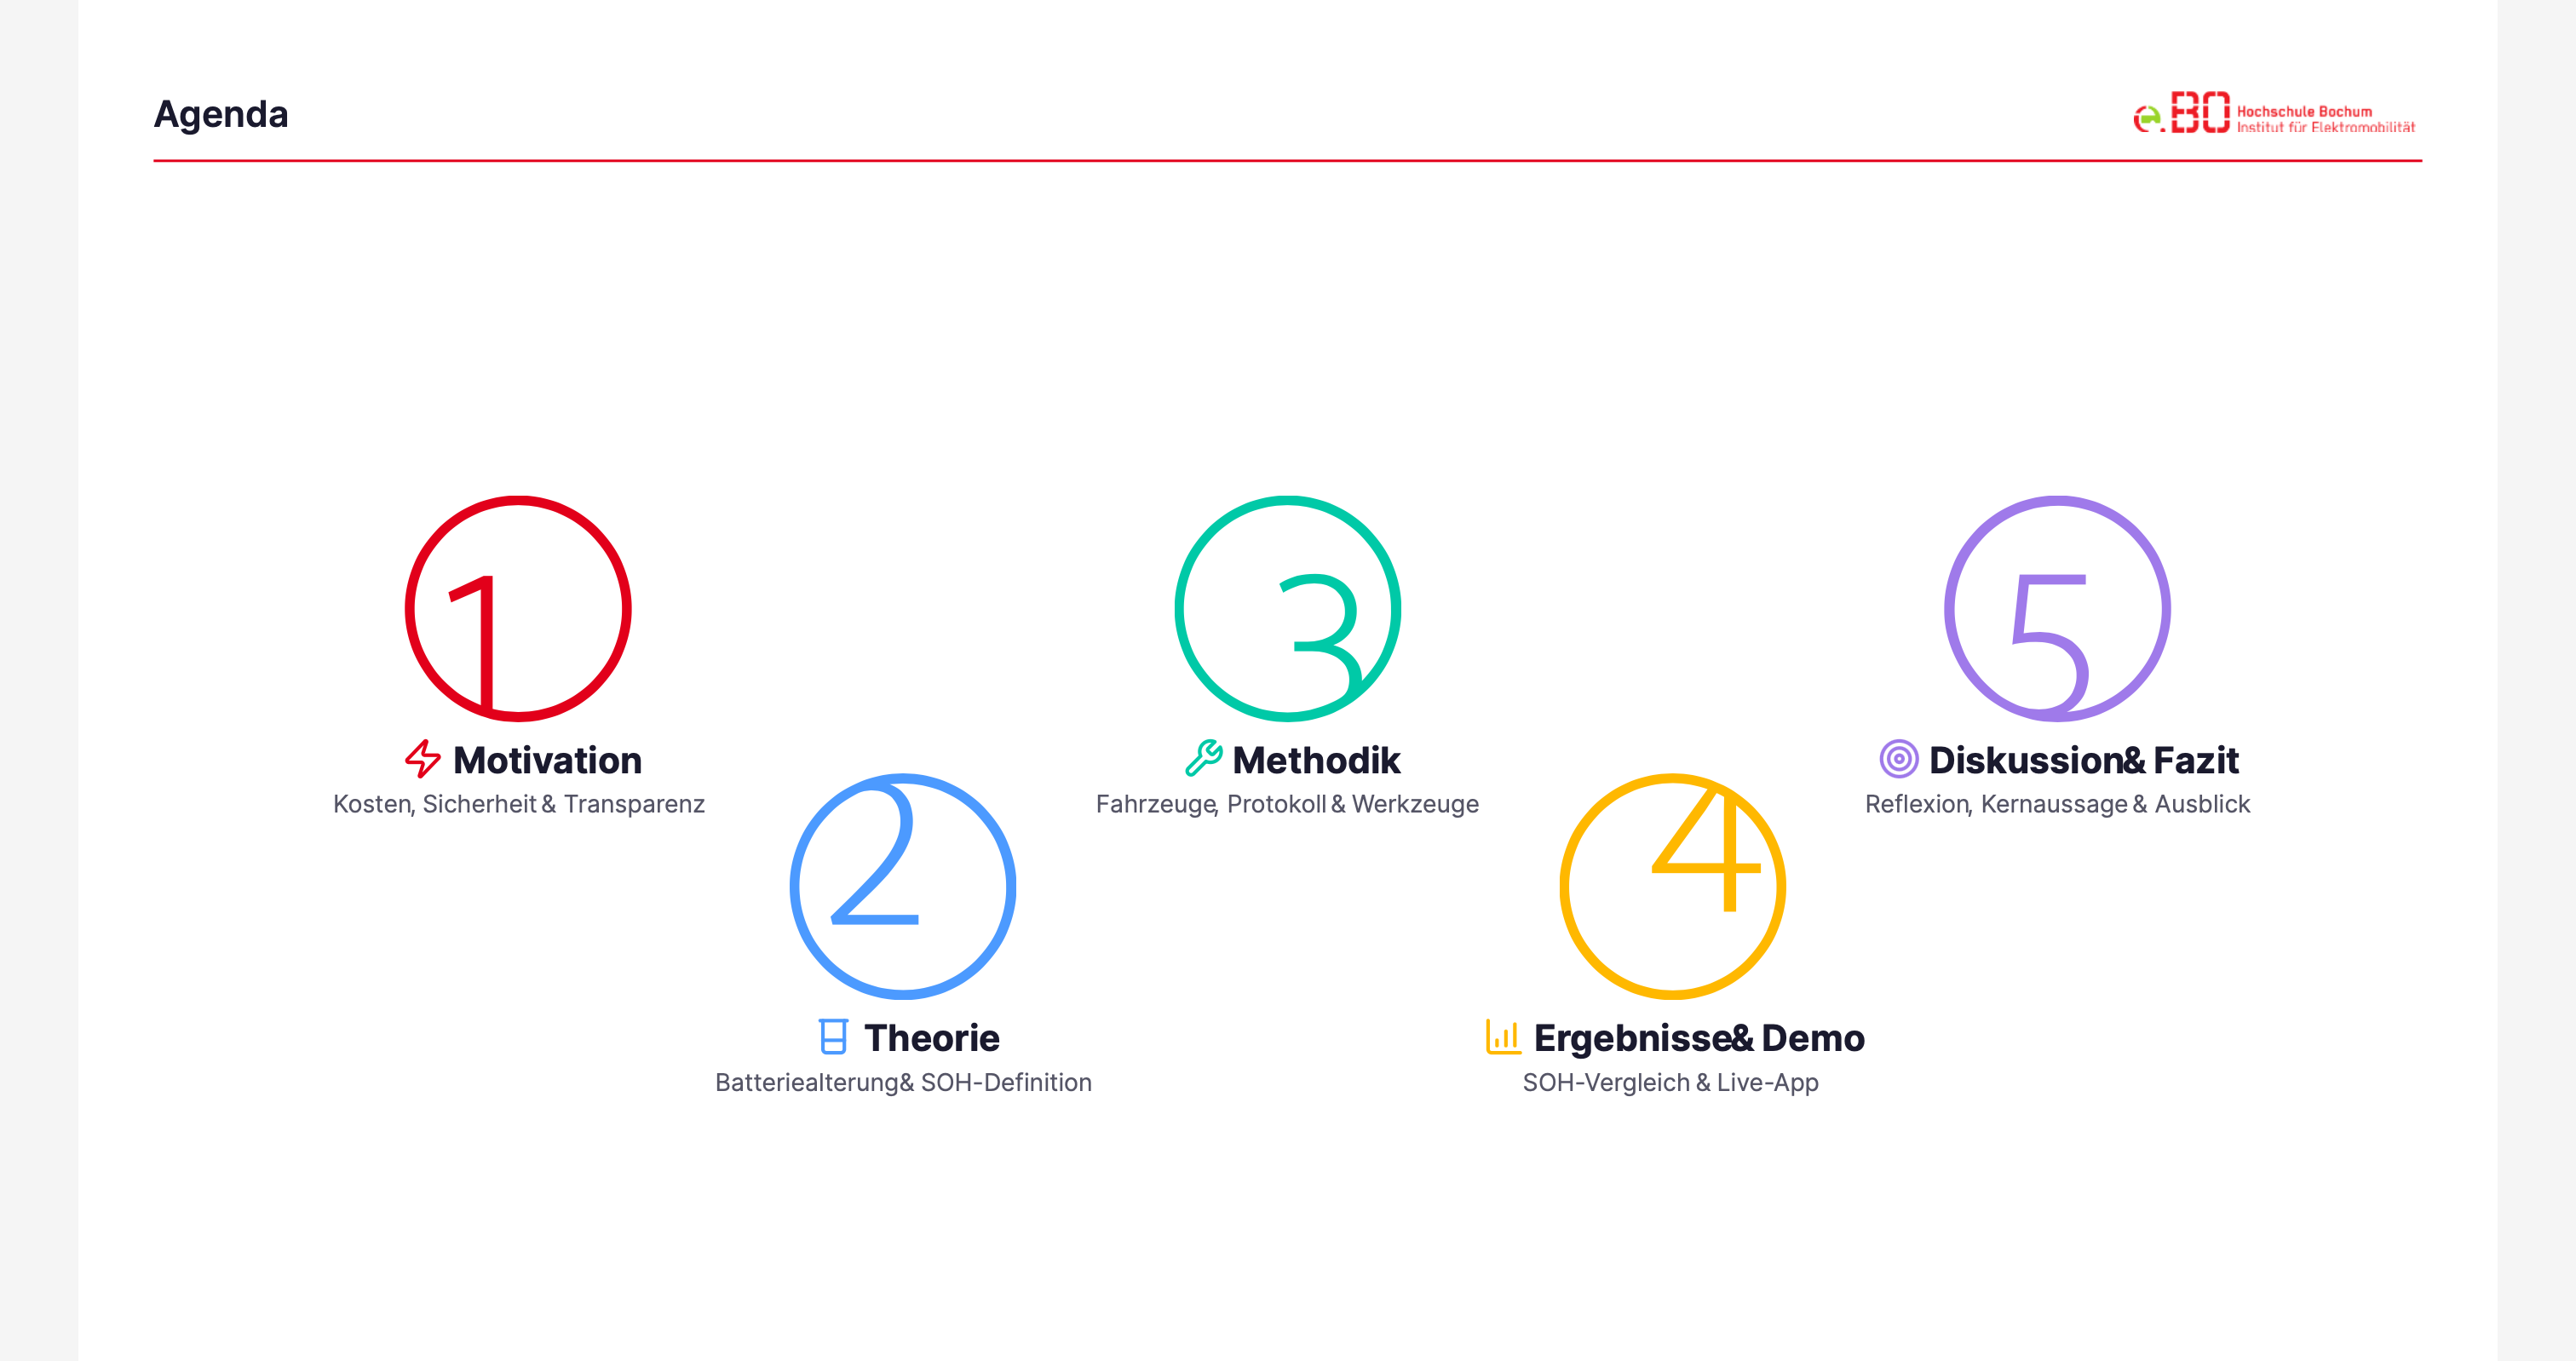 Agenda
e.BO Hochschule Bochum
Institut für Elektromobilität
1
Motivation
Kosten, Sicherheit & Transparenz
2
Theorie
Batteriealterung& SOH-Definition
3
Methodik
Fahrzeuge, Protokoll & Werkzeuge
4
Ergebnisse& Demo
SOH-Vergleich & Live-App
5
Diskussion& Fazit
Reflexion, Kernaussage & Ausblick